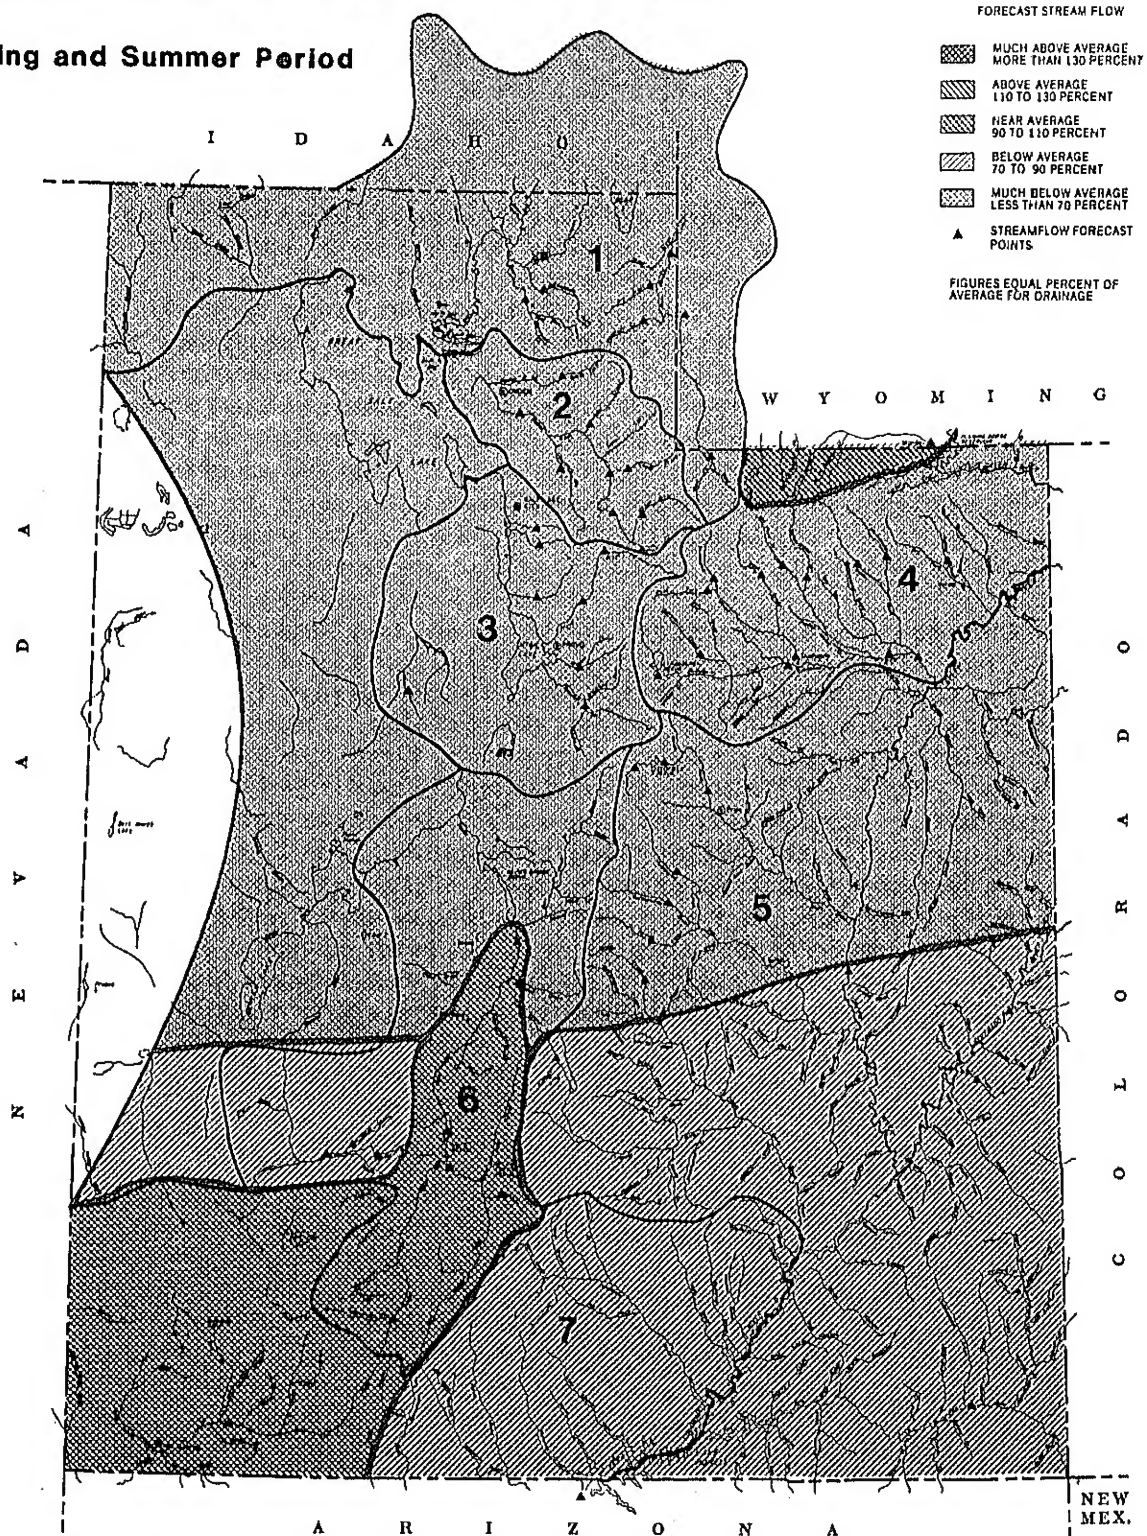 FORECAST STREAM FLOW
MUCH ABOVE AVERAGE
MORE THAN 130 PERCENT
ABOVE AVERAGE
110 TO 130 PERCENT
NEAR AVERAGE
90 TO 110 PERCENT
BELOW AVERAGE
70 TO 90 PERCENT
MUCH BELOW AVERAGE
LESS THAN 70 PERCENT
STREAMFLOW FORECAST
POINTS
FIGURES EQUAL PERCENT OF
AVERAGE FOR DRAINAGE
ing and Summer Period
I D A H O
1
GREAT
SALT
LAKE
2
W Y O M I N G
N E V A D A
3
4
C O L O R A D O
5
6
7
A R I Z O N A
NEW
MEX.